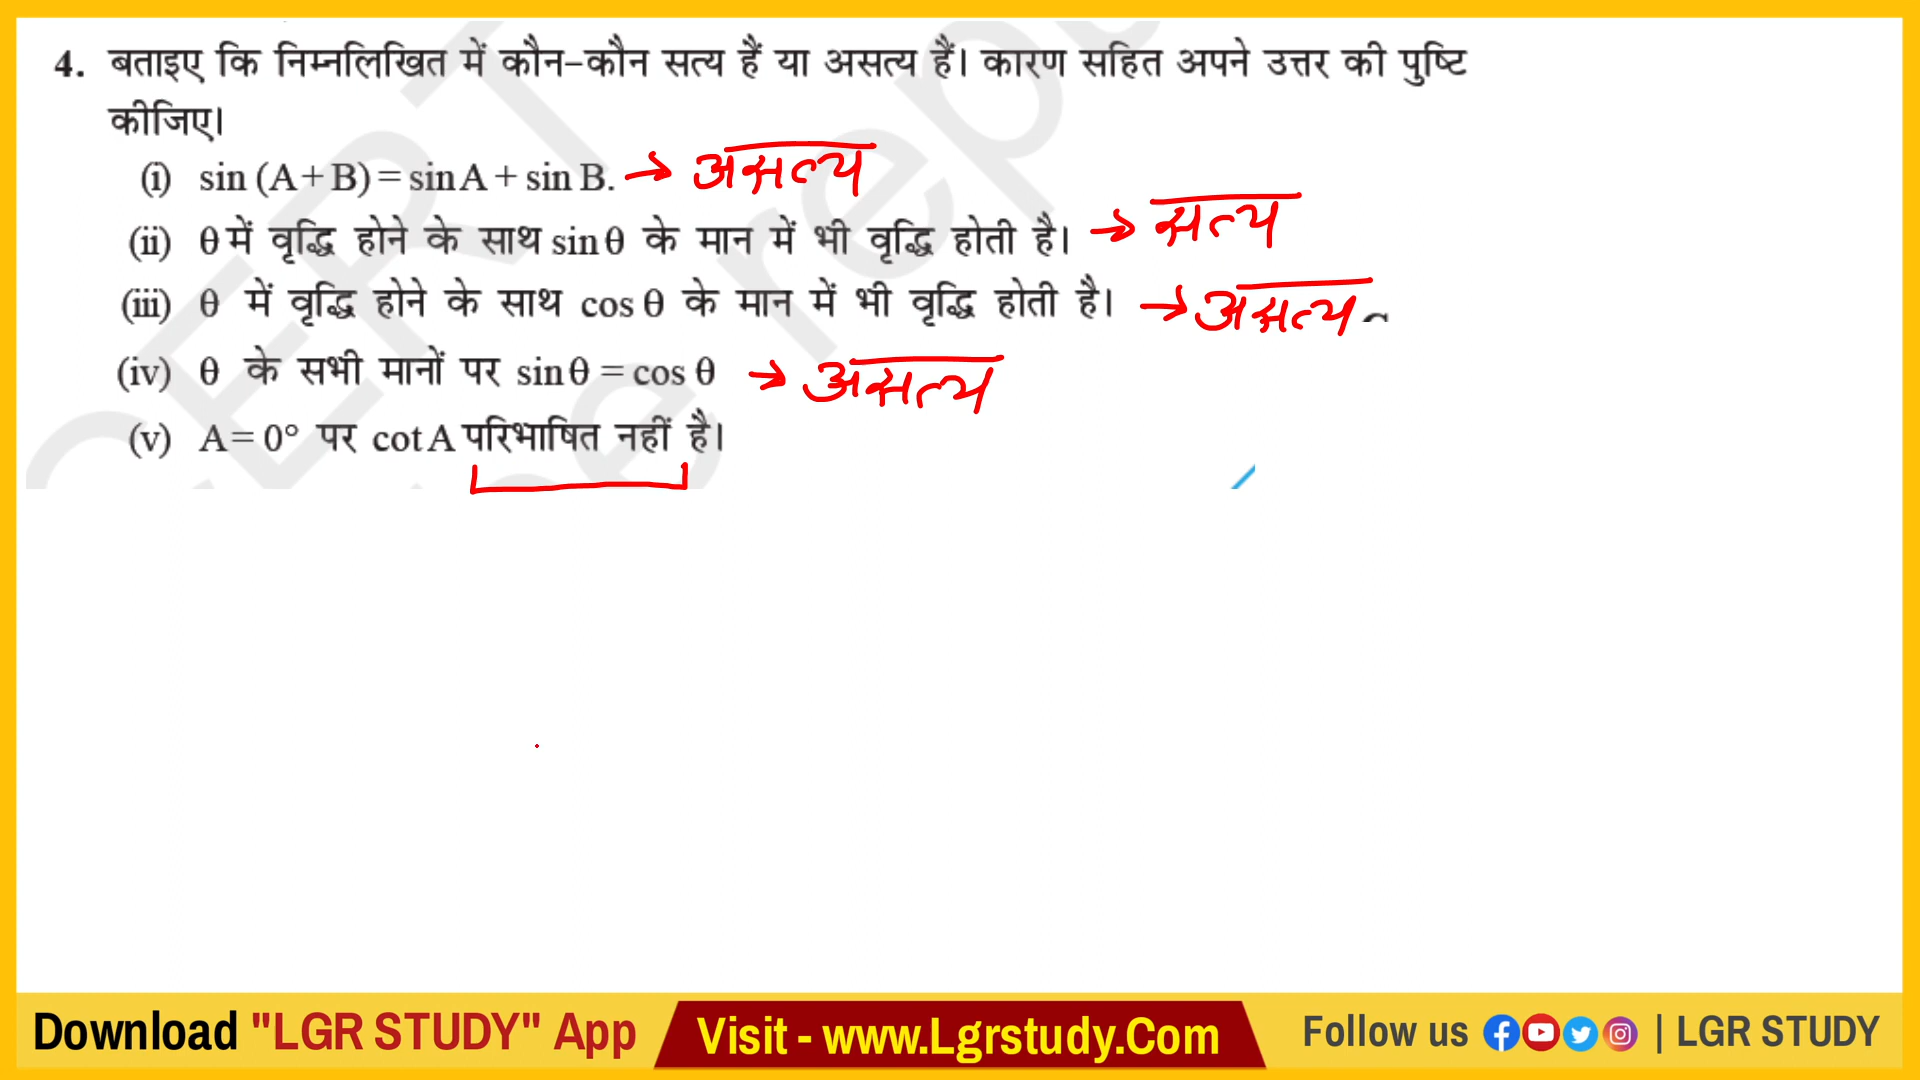 4. बताइए कि निम्नलिखित में कौन-कौन सत्य हैं या असत्य हैं। कारण सहित अपने उत्तर की पुष्टि
कीजिए।
(i) sin (A + B) = sin A + sin B. → असत्य
(ii) θ में वृद्धि होने के साथ sin θ के मान में भी वृद्धि होती है। → सत्य
(iii) θ में वृद्धि होने के साथ cos θ के मान में भी वृद्धि होती है। → असत्य
(iv) θ के सभी मानों पर sin θ = cos θ → असत्य
(v) A = 0° पर cot A परिभाषित नहीं है।
Download "LGR STUDY" App Visit - www.Lgrstudy.Com Follow us | LGR STUDY